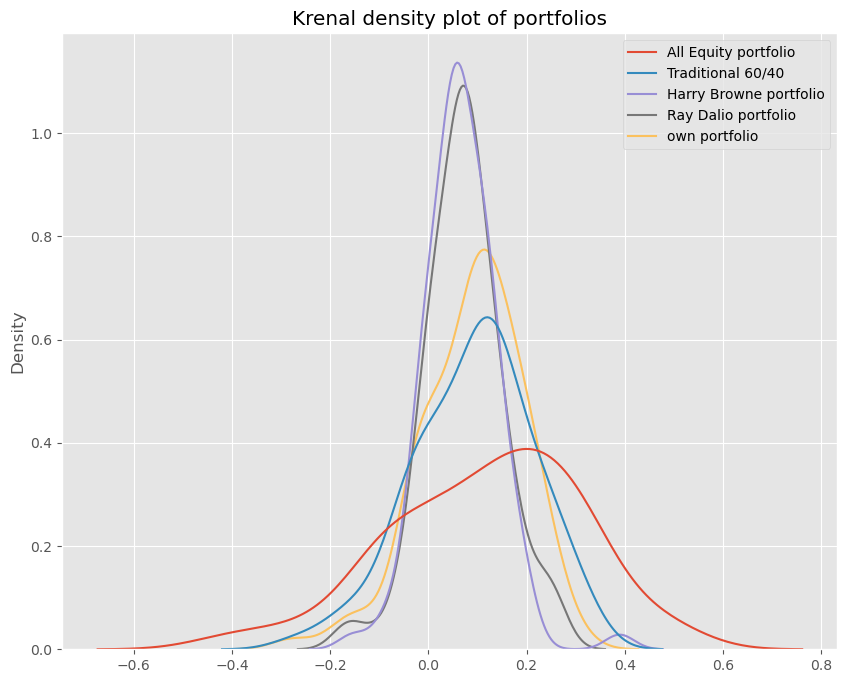 Krenal density plot of portfolios
All Equity portfolio
Traditional 60/40
Harry Browne portfolio
Ray Dalio portfolio
own portfolio
Density
1.0
0.8
0.6
0.4
0.2
0.0
−0.6 −0.4 −0.2 0.0 0.2 0.4 0.6 0.8